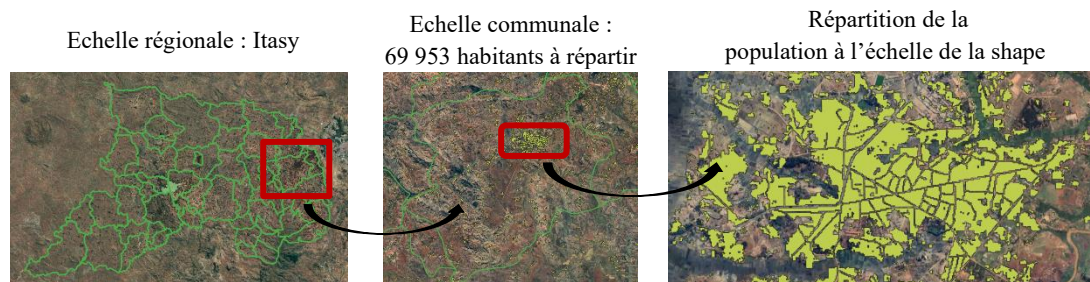 Echelle régionale : Itasy
Echelle communale :
69 953 habitants à répartir
Répartition de la
population à l’échelle de la shape